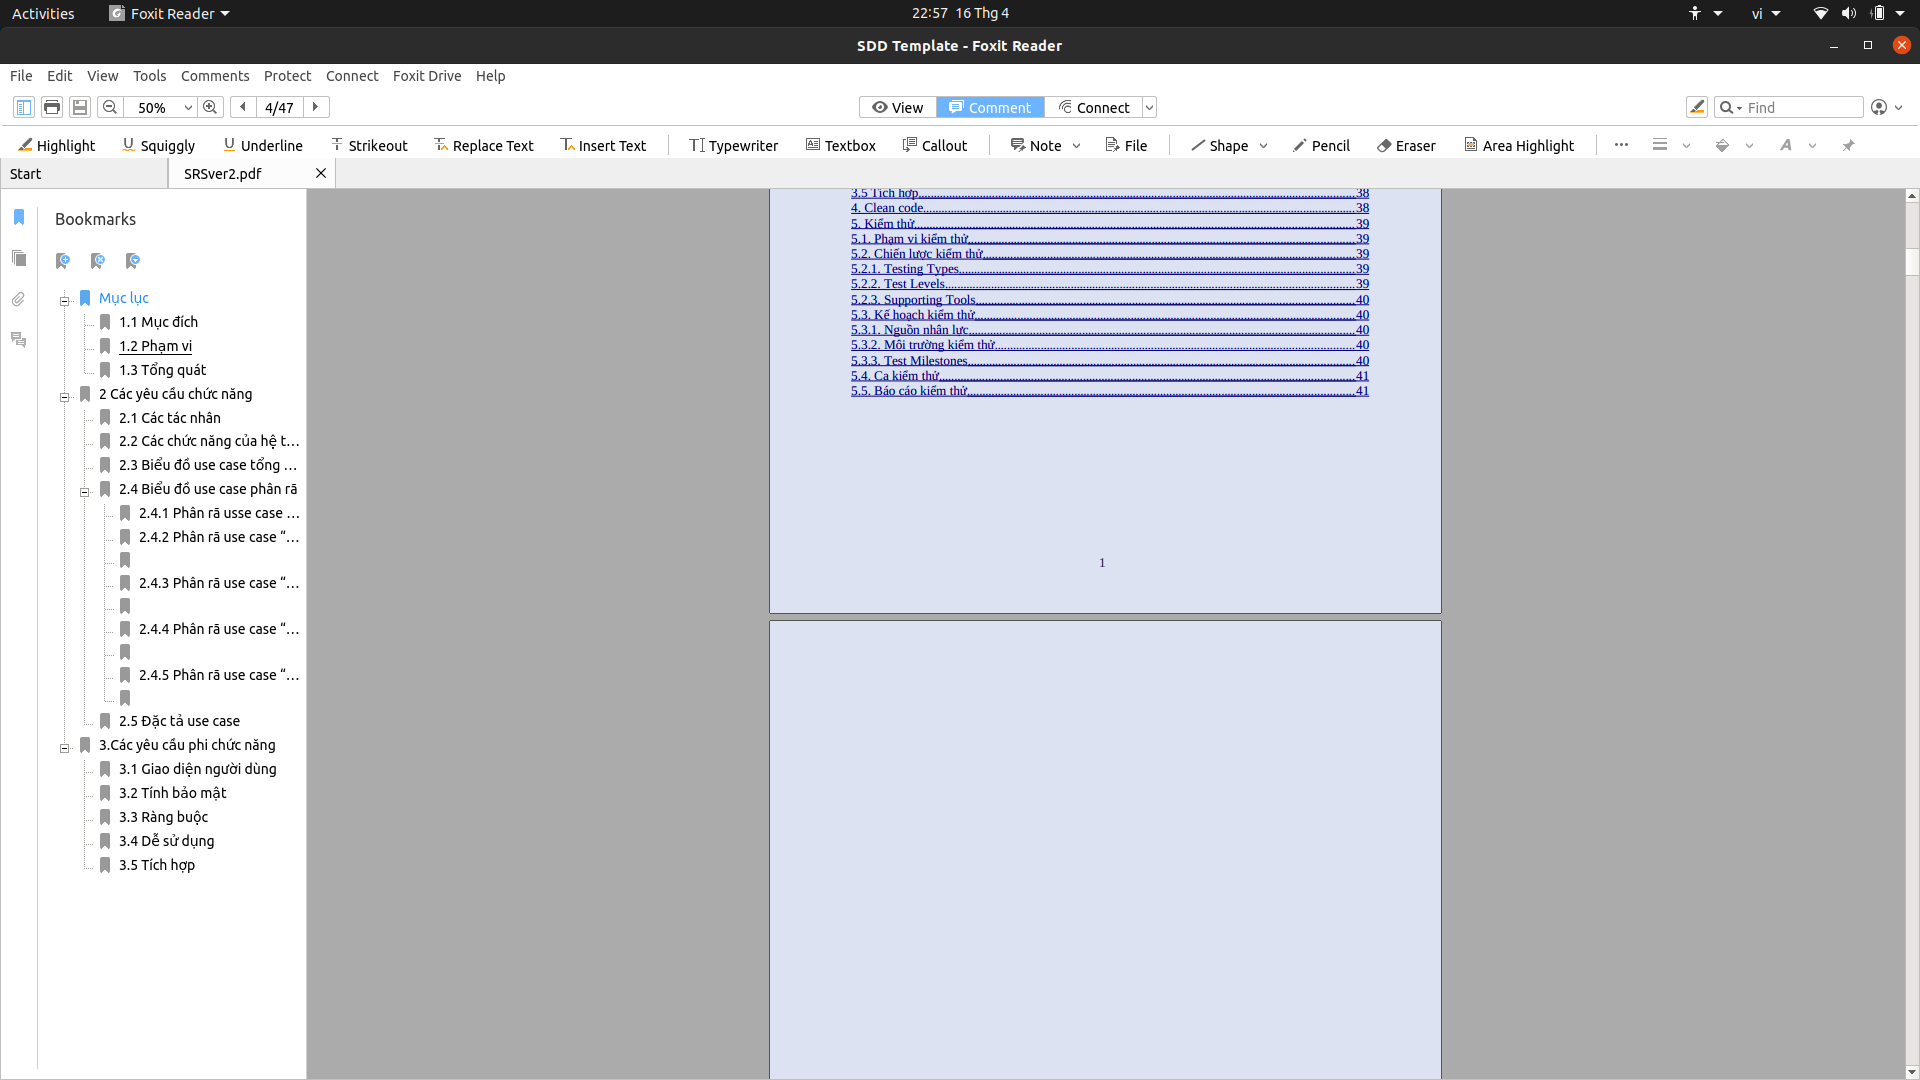 Activities Foxit Reader 22:57 16 Thg 4 vi
SDD Template - Foxit Reader
File Edit View Tools Comments Protect Connect Foxit Drive Help
50% 4/47 View Comment Connect Find
Highlight Squiggly Underline Strikeout Replace Text Insert Text Typewriter Textbox Callout Note File Shape Pencil Eraser Area Highlight
Start SRSver2.pdf
Bookmarks
Mục lục
1.1 Mục đích
1.2 Phạm vi
1.3 Tổng quát
2 Các yêu cầu chức năng
2.1 Các tác nhân
2.2 Các chức năng của hệ t...
2.3 Biểu đồ use case tổng ...
2.4 Biểu đồ use case phân rã
2.4.1 Phân rã usse case ...
2.4.2 Phân rã use case “...
2.4.3 Phân rã use case “...
2.4.4 Phân rã use case “...
2.4.5 Phân rã use case “...
2.5 Đặc tả use case
3.Các yêu cầu phi chức năng
3.1 Giao diện người dùng
3.2 Tính bảo mật
3.3 Ràng buộc
3.4 Dễ sử dụng
3.5 Tích hợp
3.5 Tích hợp 38
4. Clean code 38
5. Kiểm thử 39
5.1. Phạm vi kiểm thử 39
5.2. Chiến lược kiểm thử 39
5.2.1. Testing Types 39
5.2.2. Test Levels 39
5.2.3. Supporting Tools 40
5.3. Kế hoạch kiểm thử 40
5.3.1. Nguồn nhân lực 40
5.3.2. Môi trường kiểm thử 40
5.3.3. Test Milestones 40
5.4. Ca kiểm thử 41
5.5. Báo cáo kiểm thử 41
1